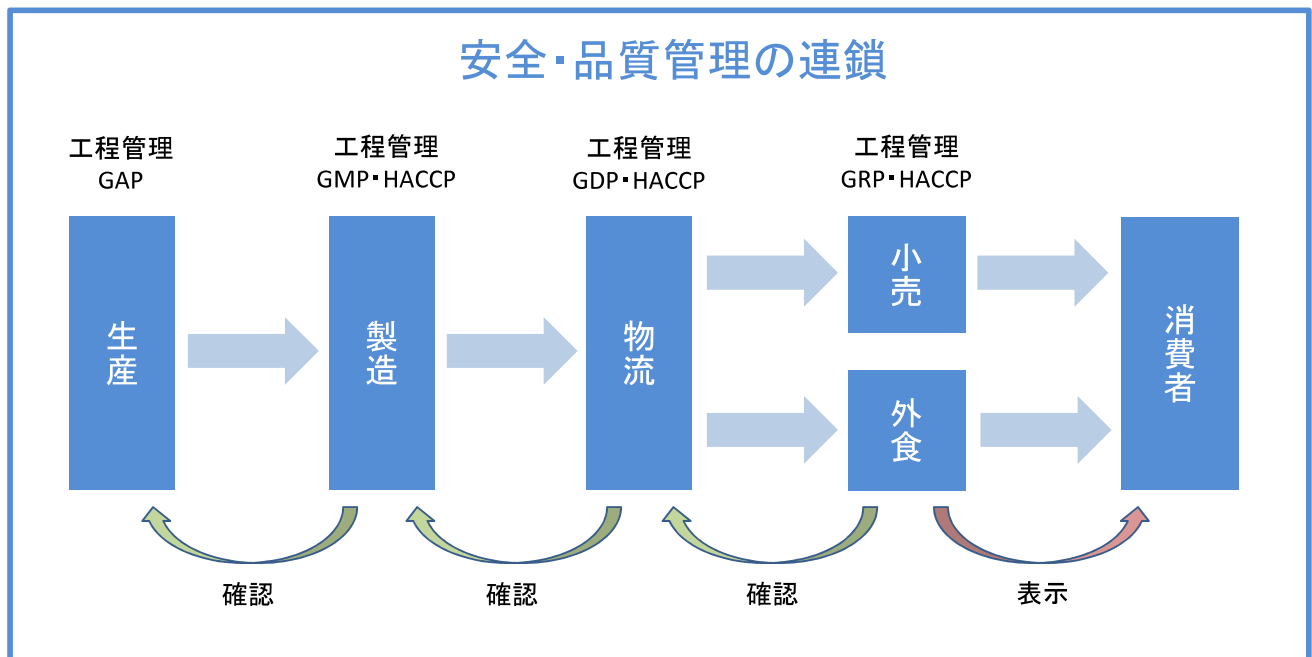 安全・品質管理の連鎖
工程管理
GAP
工程管理
GMP・HACCP
工程管理
GDP・HACCP
工程管理
GRP・HACCP
生産
製造
物流
小売
外食
消費者
確認
確認
確認
表示